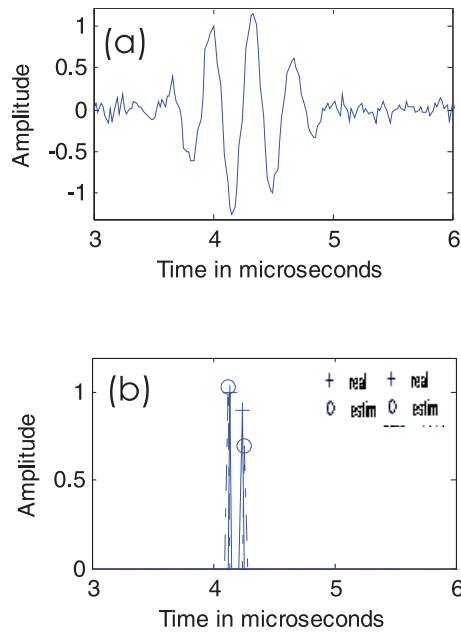 (a)
1
0.5
0
-0.5
-1
Amplitude
3 4 5 6
Time in microseconds
(b)
+ real + real
o estim o estim
1
0.5
0
Amplitude
3 4 5 6
Time in microseconds